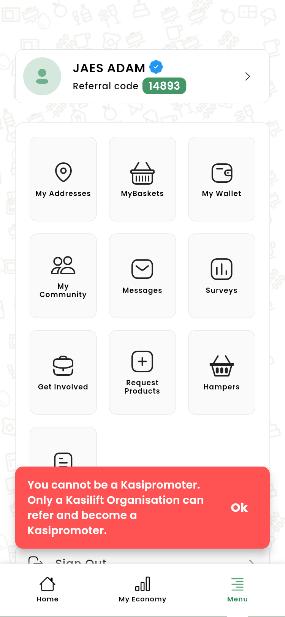 JAES ADAM
Referral code 14893
My Addresses
MyBaskets
My Wallet
My
Community
Messages
Surveys
Get Involved
Request
Products
Hampers
You cannot be a Kasipromoter.
Only a Kasilift Organisation can
refer and become a
Kasipromoter.
Ok
Sign Out
Home
My Economy
Menu